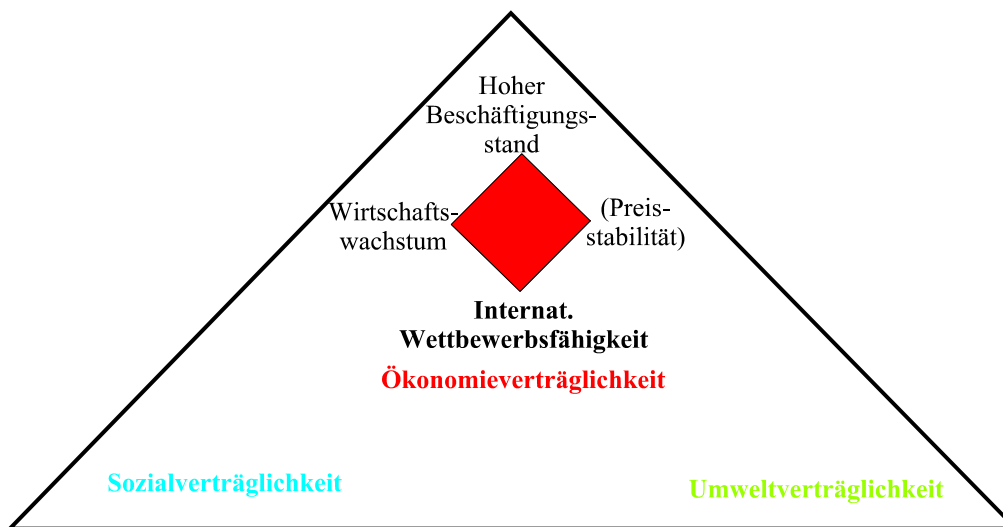 Hoher
Beschäftigungs-
stand
Wirtschafts-
wachstum
(Preis-
stabilität)
Internat.
Wettbewerbsfähigkeit
Ökonomieverträglichkeit
Sozialverträglichkeit
Umweltverträglichkeit